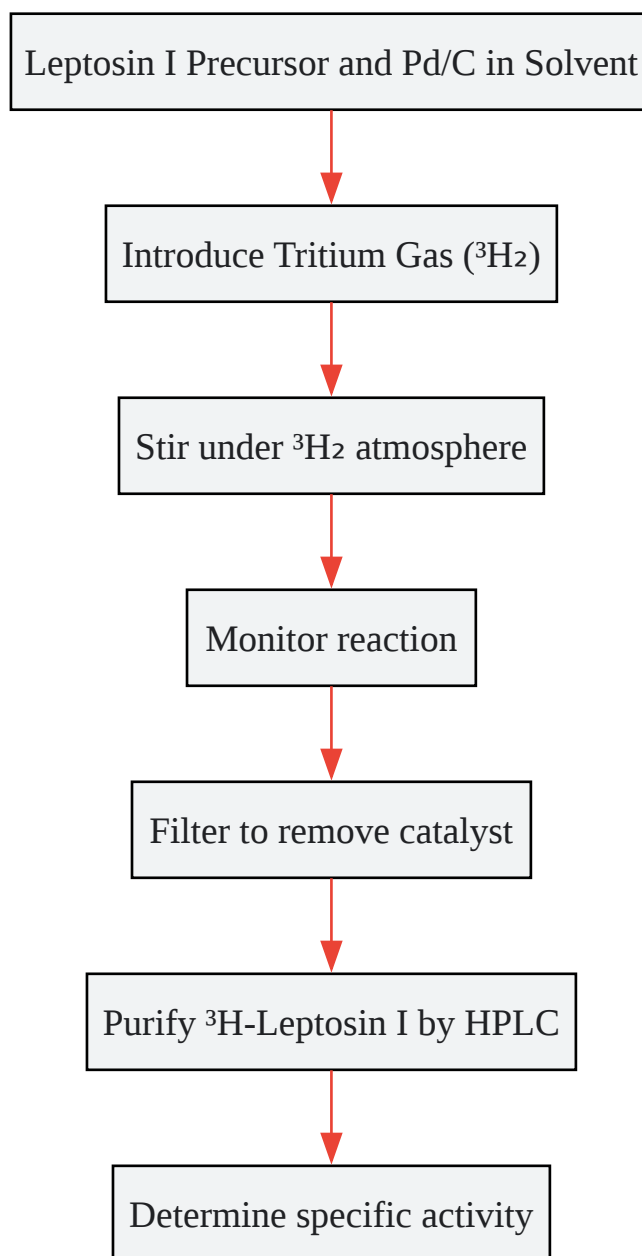 Leptosin I Precursor and Pd/C in Solvent
Introduce Tritium Gas (³H₂)
Stir under ³H₂ atmosphere
Monitor reaction
Filter to remove catalyst
Purify ³H-Leptosin I by HPLC
Determine specific activity